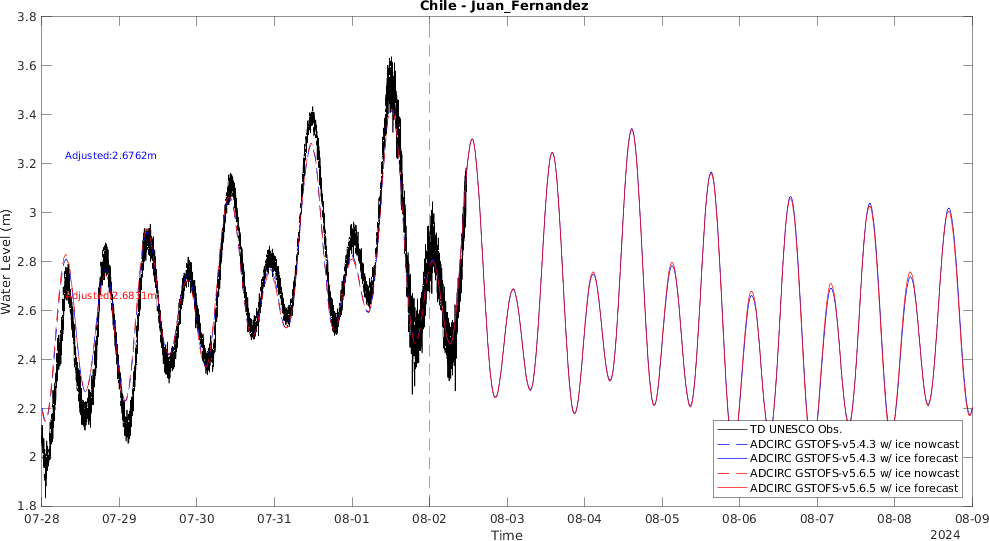 Chile - Juan_Fernandez
3.8
3.6
3.4
3.2
3
2.8
2.6
2.4
2.2
2
1.8
Water Level (m)
Adjusted:2.6762m
Adjusted:2.6811m
TD UNESCO Obs.
ADCIRC GSTOFS-v5.4.3 w/ ice nowcast
ADCIRC GSTOFS-v5.4.3 w/ ice forecast
ADCIRC GSTOFS-v5.6.5 w/ ice nowcast
ADCIRC GSTOFS-v5.6.5 w/ ice forecast
07-28 07-29 07-30 07-31 08-01 08-02 08-03 08-04 08-05 08-06 08-07 08-08 08-09
Time
2024